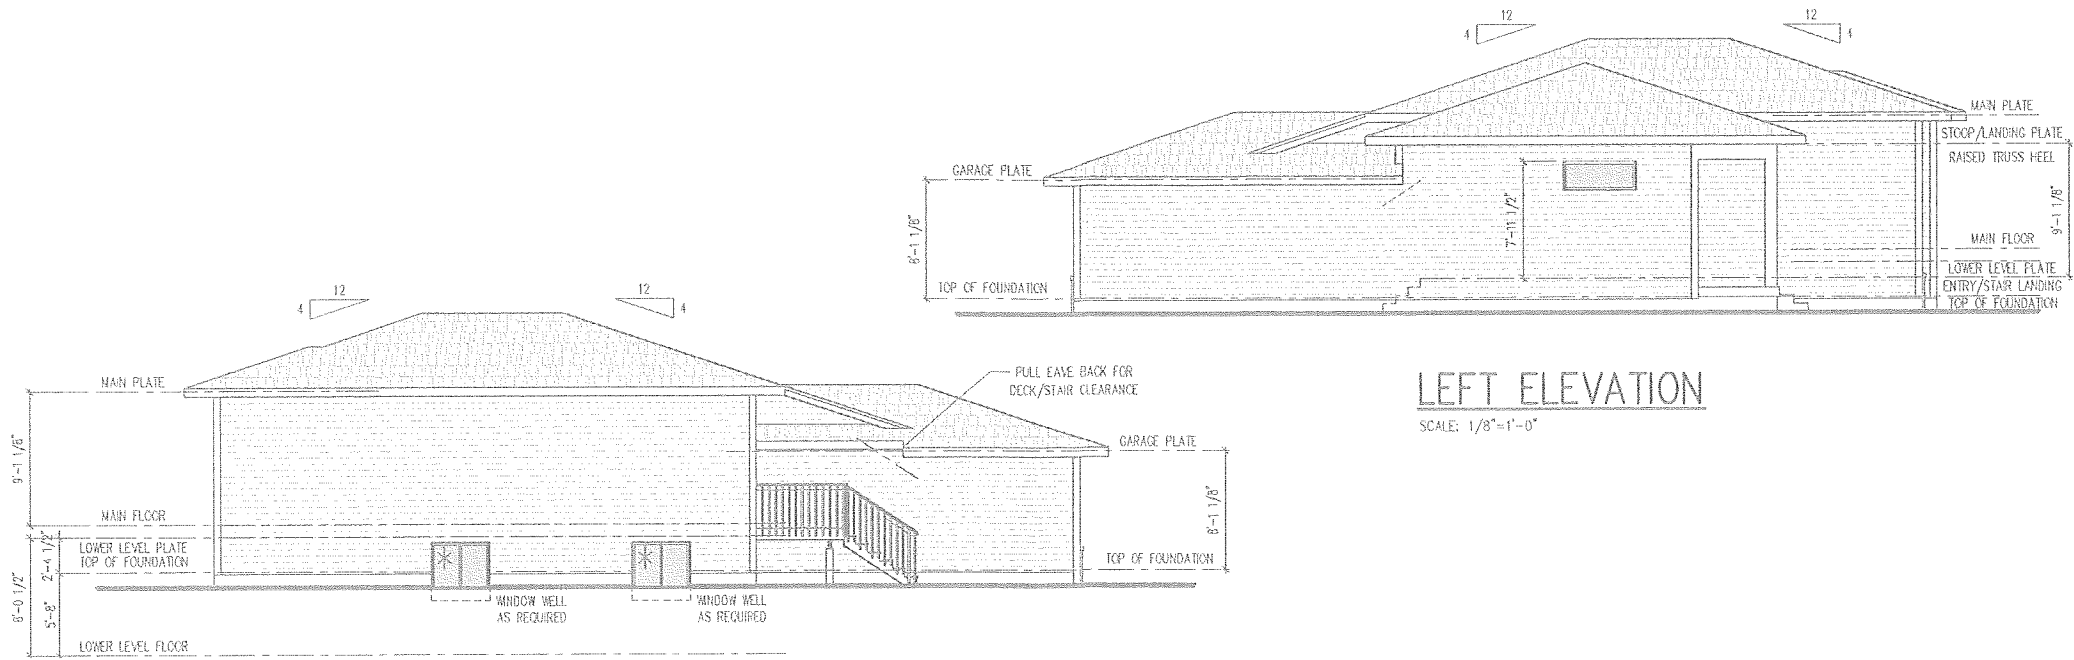 12
4
12
4
MAIN PLATE
STOOP/LANDING PLATE
RAISED TRUSS HEEL
GARAGE PLATE
8'-1 1/8"
7'-11 1/2"
9'-1 1/8"
MAIN FLOOR
LOWER LEVEL PLATE
ENTRY/STAIR LANDING
TOP OF FOUNDATION
TOP OF FOUNDATION
LEFT ELEVATION
SCALE: 1/8"=1'-0"
12
4
12
4
MAIN PLATE
PULL EAVE BACK FOR
DECK/STAIR CLEARANCE
GARAGE PLATE
9'-1 1/8"
8'-1 1/8"
MAIN FLOOR
LOWER LEVEL PLATE
TOP OF FOUNDATION
2'-4 1/2"
TOP OF FOUNDATION
8'-0 1/2"
5'-8"
WINDOW WELL
AS REQUIRED
WINDOW WELL
AS REQUIRED
LOWER LEVEL FLOOR